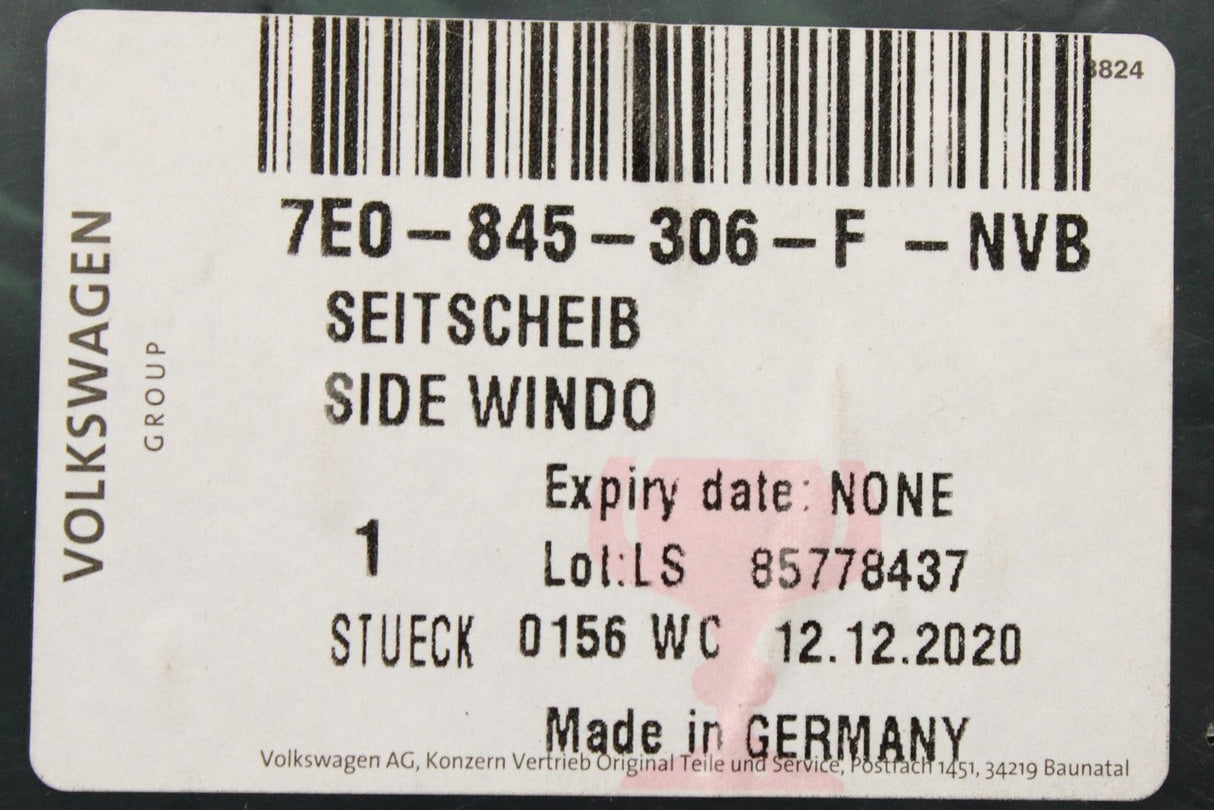 8824
7E0-845-306-F -NVB
SEITSCHEIB
SIDE WINDO
Expiry date: NONE
1
Lot:LS 85778437
STUECK 0156 WC 12.12.2020
Made in GERMANY
Volkswagen AG, Konzern Vertrieb Original Teile und Service, Postfach 1451, 34219 Baunatal
VOLKSWAGEN
GROUP